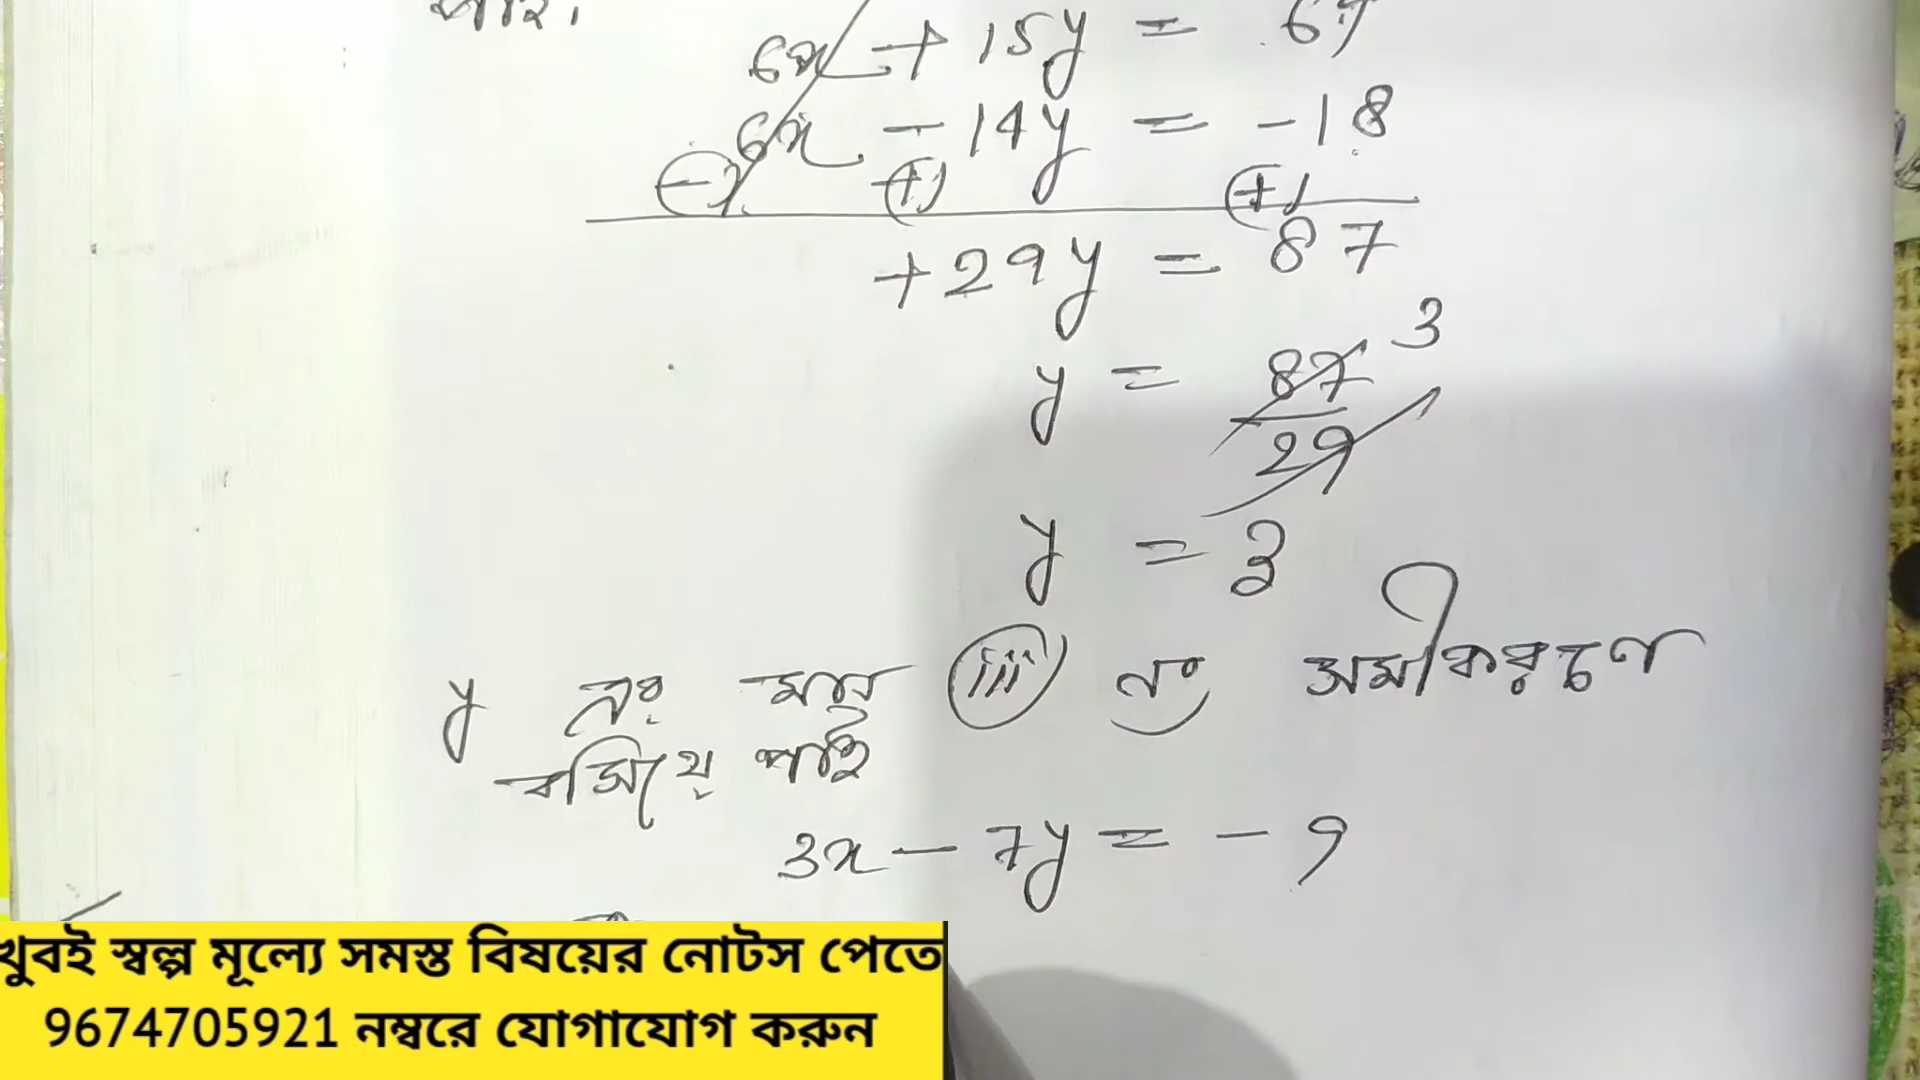 পাই।
6x + 15y = 69
6x - 14y = -18
(-) (+) (+)
+29y = 87
y = 87/29 3
y = 3
y এর মান (iii) নং সমীকরণে
বসিয়ে পাই
3x - 7y = - 9
খুবই স্বল্প মূল্যে সমস্ত বিষয়ের নোটস পেতে
9674705921 নম্বরে যোগাযোগ করুন